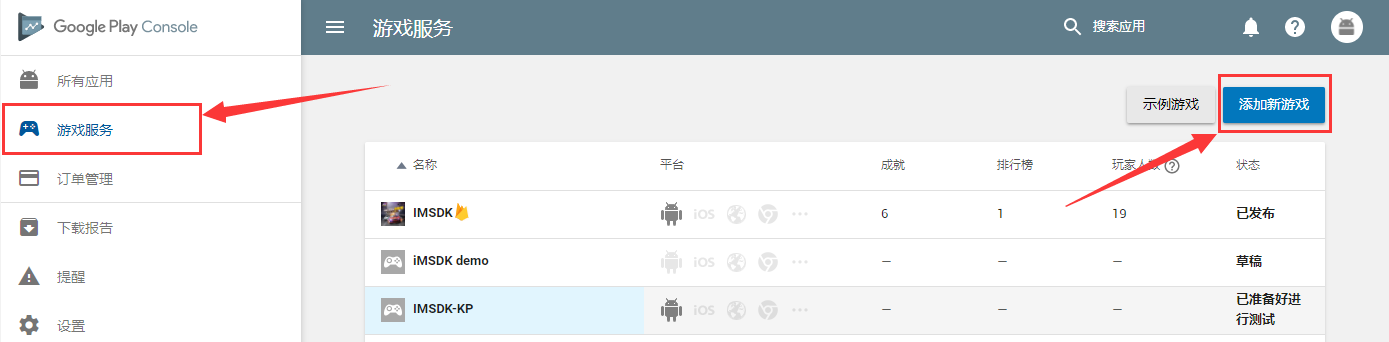 Google Play Console
游戏服务
搜索应用
所有应用
游戏服务
订单管理
下载报告
提醒
设置
示例游戏
添加新游戏
名称
平台
成就
排行榜
玩家人数
状态
IMSDK
iOS
6
1
19
已发布
iMSDK demo
iOS
—
—
—
草稿
IMSDK-KP
iOS
—
—
—
已准备好进
行测试